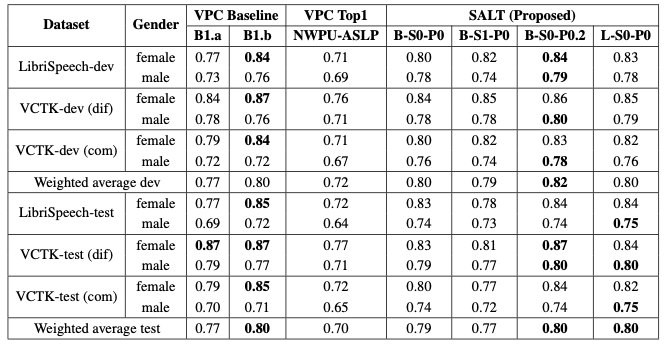 Dataset Gender VPC Baseline VPC Top1 SALT (Proposed)
B1.a B1.b NWPU-ASLP B-S0-P0 B-S1-P0 B-S0-P0.2 L-S0-P0
LibriSpeech-dev female 0.77 0.84 0.71 0.80 0.82 0.84 0.83
male 0.73 0.76 0.69 0.78 0.74 0.79 0.78
VCTK-dev (dif) female 0.84 0.87 0.76 0.84 0.85 0.86 0.85
male 0.78 0.76 0.71 0.78 0.78 0.80 0.79
VCTK-dev (com) female 0.79 0.84 0.71 0.80 0.82 0.83 0.82
male 0.72 0.72 0.67 0.76 0.74 0.78 0.76
Weighted average dev 0.77 0.80 0.72 0.80 0.79 0.82 0.80
LibriSpeech-test female 0.77 0.85 0.72 0.83 0.78 0.84 0.84
male 0.69 0.72 0.64 0.74 0.73 0.74 0.75
VCTK-test (dif) female 0.87 0.87 0.77 0.83 0.81 0.87 0.84
male 0.79 0.77 0.71 0.79 0.77 0.80 0.80
VCTK-test (com) female 0.79 0.85 0.72 0.80 0.77 0.84 0.82
male 0.70 0.71 0.65 0.74 0.72 0.74 0.75
Weighted average test 0.77 0.80 0.70 0.79 0.77 0.80 0.80